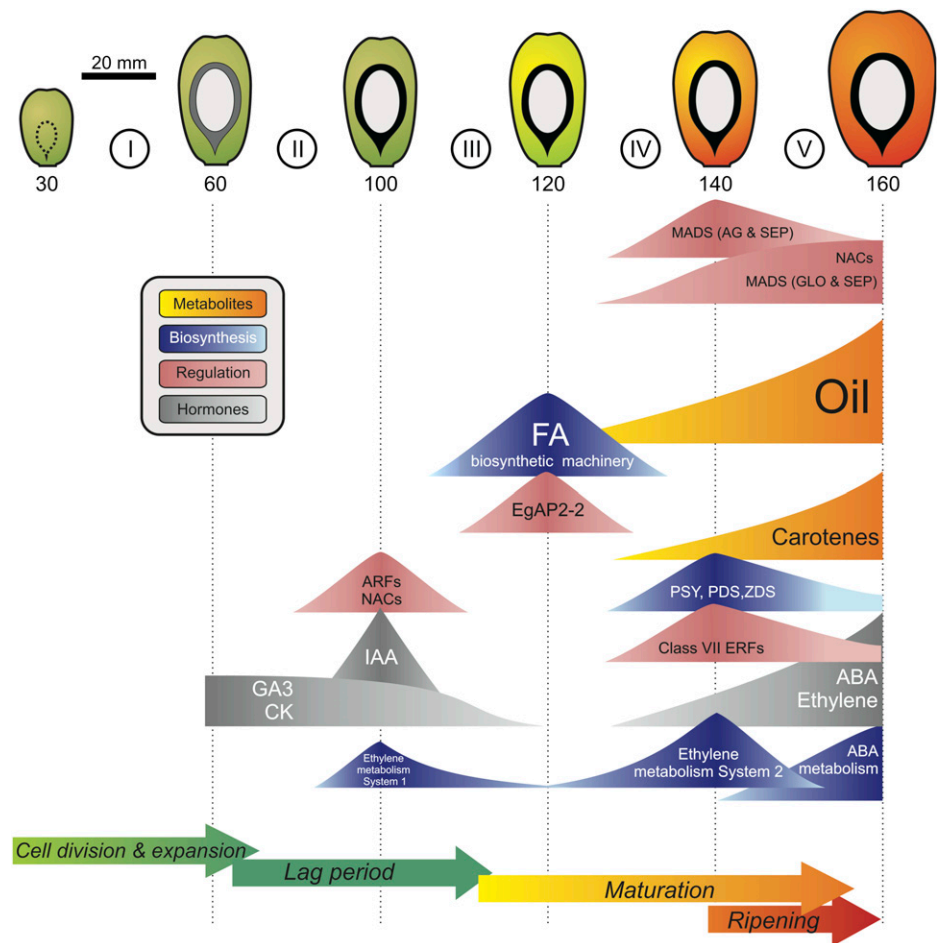 20 mm
I
II
III
IV
V
30
60
100
120
140
160
MADS (AG & SEP)
NACs
MADS (GLO & SEP)
Metabolites
Biosynthesis
Regulation
Hormones
Oil
FA
biosynthetic machinery
EgAP2-2
Carotenes
ARFs
NACs
PSY, PDS,ZDS
IAA
Class VII ERFs
GA3
CK
ABA
Ethylene
Ethylene
metabolism
System 1
Ethylene
metabolism System 2
ABA
metabolism
Cell division & expansion
Lag period
Maturation
Ripening